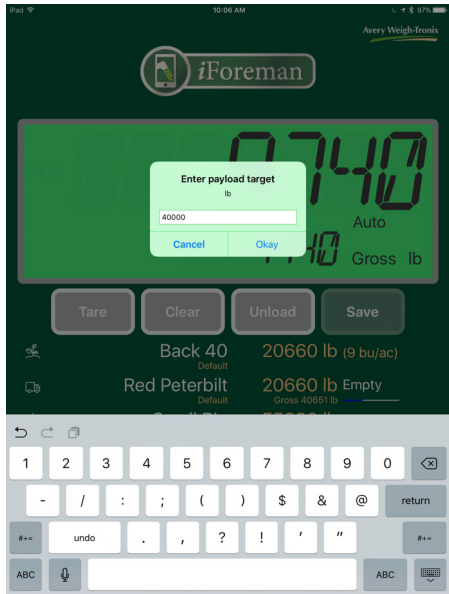 iPad 10:06 AM 97%
Avery Weigh-Tronix
iForeman
Enter payload target
lb
40000
Cancel Okay
Auto
Gross lb
Tare Clear Unload Save
Back 40 20660 lb (9 bu/ac)
Default
Red Peterbilt 20660 lb Empty
Default Gross 40651 lb
1 2 3 4 5 6 7 8 9 0
- / : ; ( ) $ & @ return
#+= undo . , ? ! ' " #+=
ABC ABC